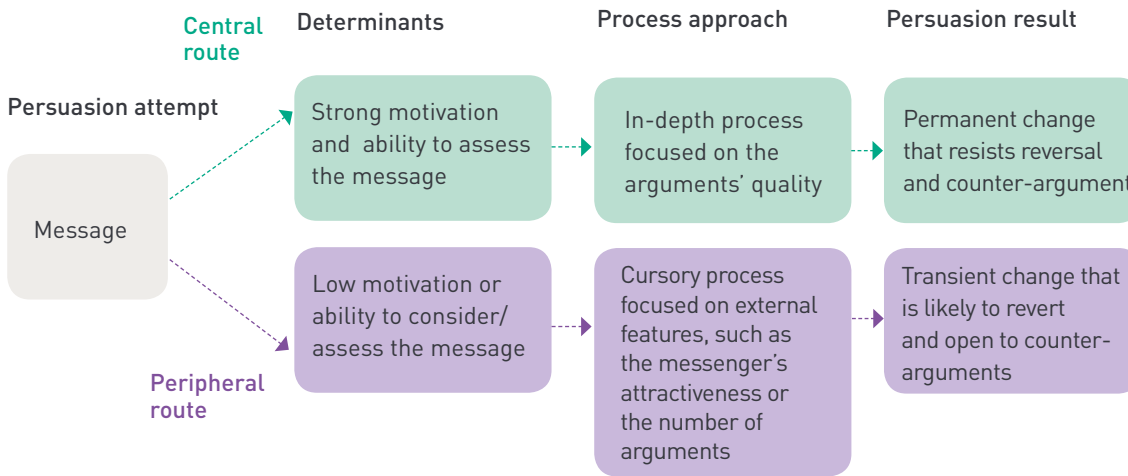 Central
route
Determinants
Process approach
Persuasion result
Persuasion attempt
Message
Strong motivation
and ability to assess
the message
In-depth process
focused on the
arguments' quality
Permanent change
that resists reversal
and counter-argument
Peripheral
route
Low motivation or
ability to consider/
assess the message
Cursory process
focused on external
features, such as
the messenger's
attractiveness or
the number of
arguments
Transient change that
is likely to revert
and open to counter-
arguments